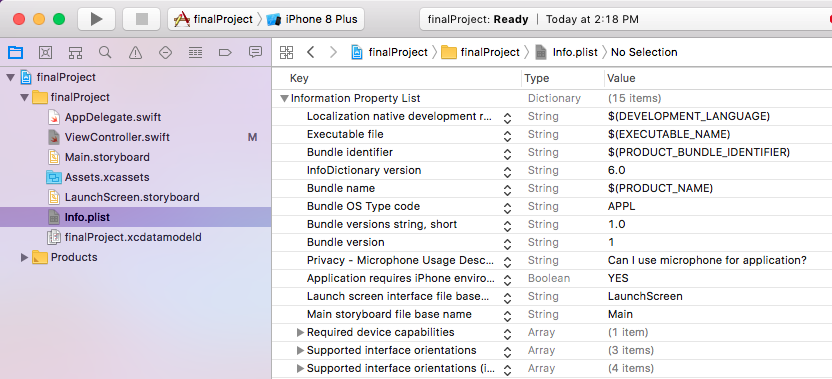 finalProject iPhone 8 Plus finalProject: Ready Today at 2:18 PM
finalProject finalProject Info.plist No Selection
finalProject
finalProject
AppDelegate.swift
ViewController.swift M
Main.storyboard
Assets.xcassets
LaunchScreen.storyboard
Info.plist
finalProject.xcdatamodeld
Products
Key Type Value
Information Property List Dictionary (15 items)
Localization native development r... String $(DEVELOPMENT_LANGUAGE)
Executable file String $(EXECUTABLE_NAME)
Bundle identifier String $(PRODUCT_BUNDLE_IDENTIFIER)
InfoDictionary version String 6.0
Bundle name String $(PRODUCT_NAME)
Bundle OS Type code String APPL
Bundle versions string, short String 1.0
Bundle version String 1
Privacy - Microphone Usage Desc... String Can I use microphone for application?
Application requires iPhone enviro... Boolean YES
Launch screen interface file base... String LaunchScreen
Main storyboard file base name String Main
Required device capabilities Array (1 item)
Supported interface orientations Array (3 items)
Supported interface orientations (i... Array (4 items)